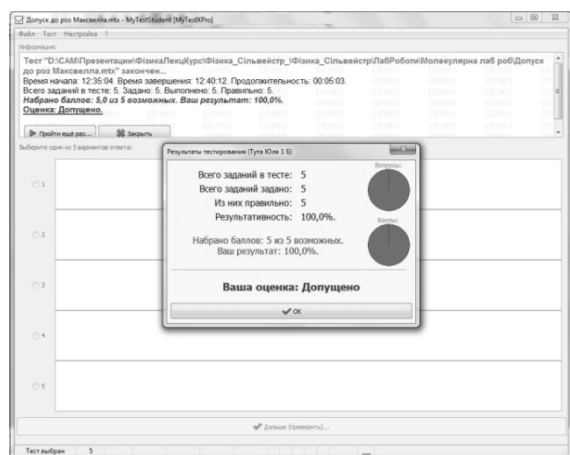 Допуск до роз Максвелла.mtx - MyTestStudent [MyTestXPro]
Файл Тест Настройка ?
Информация:
Тест "D:\САМ\Презентации\ФізикаЛекцКурс\Фізика_Сільвейстр_\Фізика_Сільвейстр\ЛабРоботи\Молекулярна лаб роб\Допуск
до роз Максвелла.mtx" закончен...
Время начала: 12:35:04. Время завершения: 12:40:12. Продолжительность: 00:05:03.
Всего заданий в тесте: 5. Задано: 5. Выполнено: 5. Правильно: 5.
Набрано баллов: 5,0 из 5 возможных. Ваш результат: 100,0%.
Оценка: Допущено.
Пройти ещё раз... Закрыть
Выберите один из 5 вариантов ответа:
1
2
3
4
5
Результаты тестирования (Тупа Юля 1 Б)
Всего заданий в тесте: 5
Всего заданий задано: 5
Из них правильно: 5
Результативность: 100,0%.
Вопросы:
Баллы:
Набрано баллов: 5 из 5 возможных.
Ваш результат: 100,0%.
Ваша оценка: Допущено
OK
Дальше (проверить)...
Тест выбран 5